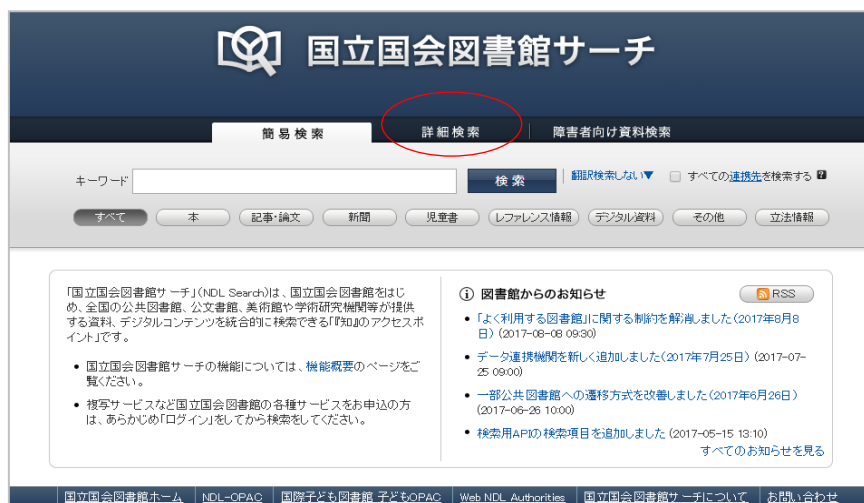 国立国会図書館サーチ
簡易検索 詳細検索 障害者向け資料検索
キーワード 検索 翻訳検索しない▼ すべての連携先を検索する ?
すべて 本 記事・論文 新聞 児童書 レファレンス情報 デジタル資料 その他 立法情報
「国立国会図書館サーチ」(NDL Search)は、国立国会図書館をはじ
め、全国の公共図書館、公文書館、美術館や学術研究機関等が提供
する資料、デジタルコンテンツを統合的に検索できる「『知』のアクセスポ
イント」です。
• 国立国会図書館サーチの機能については、機能概要のページをご
覧ください。
• 複写サービスなど国立国会図書館の各種サービスをお申込の方
は、あらかじめ「ログイン」をしてから検索をしてください。
図書館からのお知らせ RSS
• 「よく利用する図書館」に関する制約を解消しました(2017年8月8
日) (2017-08-08 09:30)
• データ連携機関を新しく追加しました(2017年7月25日) (2017-07-
25 09:00)
• 一部公共図書館への遷移方式を改善しました(2017年6月26日)
(2017-06-26 10:00)
• 検索用APIの検索項目を追加しました (2017-05-15 13:10)
すべてのお知らせを見る
国立国会図書館ホーム NDL-OPAC 国際子ども図書館 子どもOPAC Web NDL Authorities 国立国会図書館サーチについて お問い合わせ